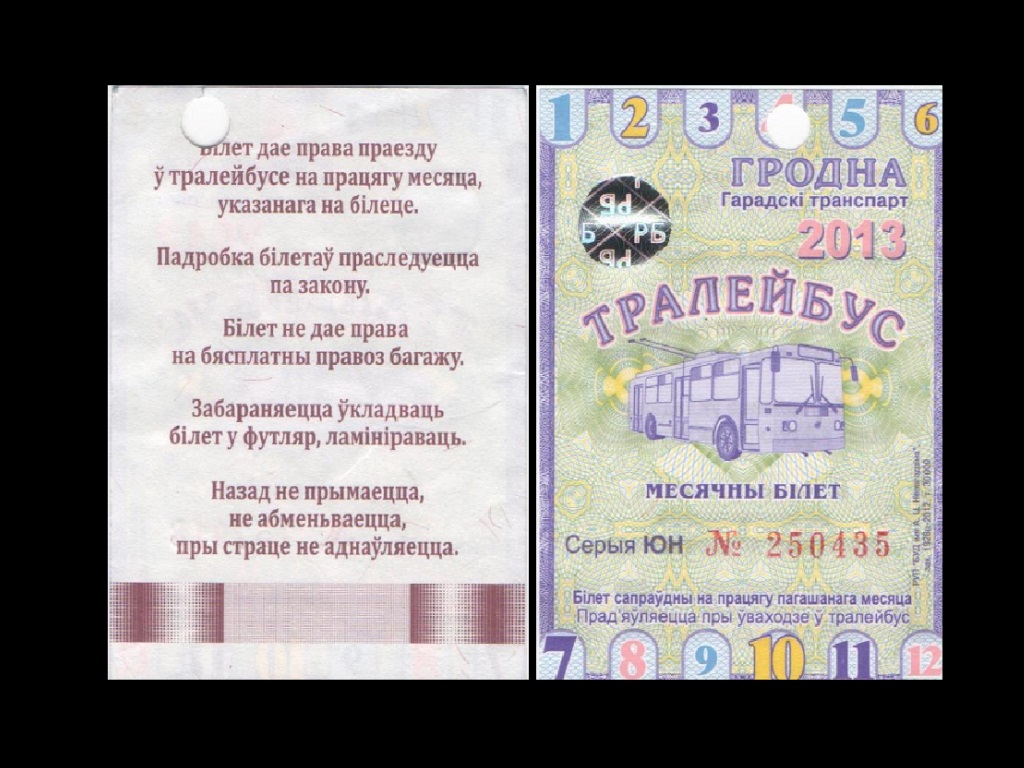 Білет дае права праезду
ў тралейбусе на працягу месяца,
указанага на білеце.
Падробка білетаў праследуецца
па закону.
Білет не дае права
на бясплатны правоз багажу.
Забараняецца ўкладваць
білет у футляр, ламініраваць.
Назад не прымаецца,
не абменьваецца,
пры страце не аднаўляецца.
1 2 3 4 5 6
ГРОДНА
Гарадскі транспарт
2013
РБ
Б РБ
РБ
ТРАЛЕЙБУС
МЕСЯЧНЫ БІЛЕТ
Серыя ЮН № 250435
Білет сапраўдны на працягу пагашанага месяца
Прад'яўляецца пры ўваходзе ў тралейбус
7 8 9 10 11 12